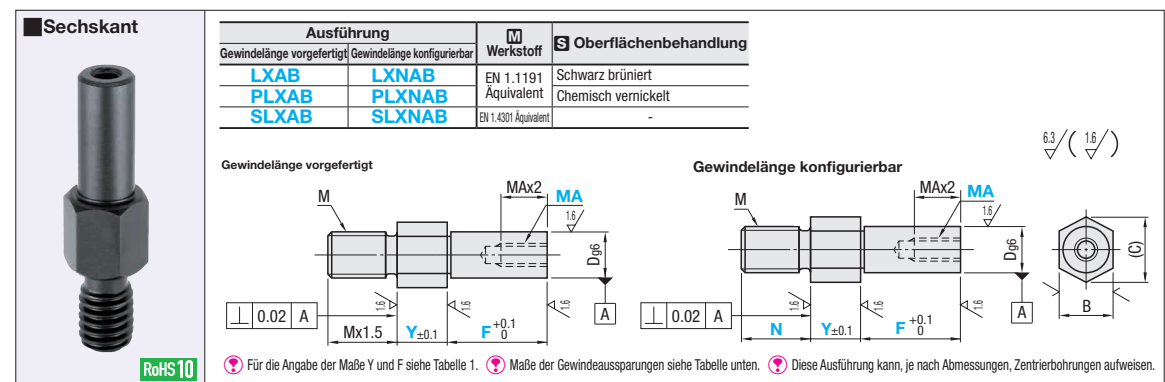 ■Sechskant
Ausführung
M Werkstoff
S Oberflächenbehandlung
Gewindelänge vorgefertigt
Gewindelänge konfigurierbar
LXAB LXNAB EN 1.1191 Äquivalent Schwarz brüniert
PLXAB PLXNAB Chemisch vernickelt
SLXAB SLXNAB EN 1.4301 Äquivalent -
6.3 ( 1.6 )
Gewindelänge vorgefertigt
M
MAx2
MA
1.6
Dg6
A
⊥ 0.02 A
1.6
1.6
1.6
Mx1.5
Y±0.1
F +0.1 0
Gewindelänge konfigurierbar
M
MAx2
MA
1.6
Dg6
A
⊥ 0.02 A
1.6
1.6
1.6
N
Y±0.1
F +0.1 0
(C)
B
RoHS10
Für die Angabe der Maße Y und F siehe Tabelle 1. Maße der Gewindeaussparungen siehe Tabelle unten. Diese Ausführung kann, je nach Abmessungen, Zentrierbohrungen aufweisen.